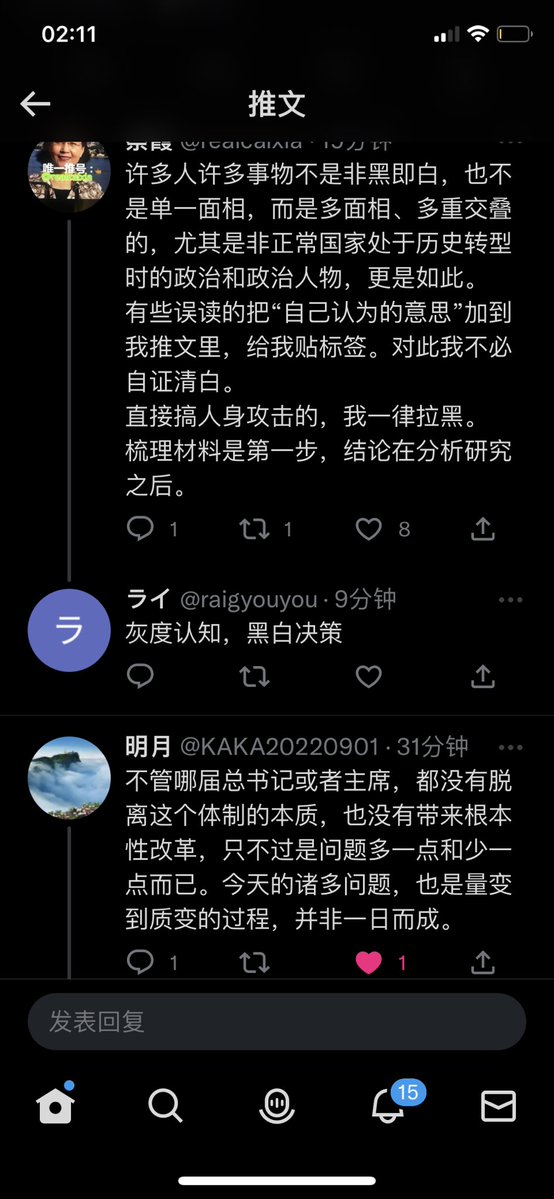 02:11
推文
蔡霞 @realcaixia · 15分钟
唯一推号:
许多人许多事物不是非黑即白，也不
是单一面相，而是多面相、多重交叠
的，尤其是非正常国家处于历史转型
时的政治和政治人物，更是如此。
有些误读的把“自己认为的意思”加到
我推文里，给我贴标签。对此我不必
自证清白。
直接搞人身攻击的，我一律拉黑。
梳理材料是第一步，结论在分析研究
之后。
1 1 8
ライ @raigyouyou · 9分钟
ラ
灰度认知，黑白决策
明月 @KAKA20220901 · 31分钟
不管哪届总书记或者主席，都没有脱
离这个体制的本质，也没有带来根本
性改革，只不过是问题多一点和少一
点而已。今天的诸多问题，也是量变
到质变的过程，并非一日而成。
1 1
发表回复
15